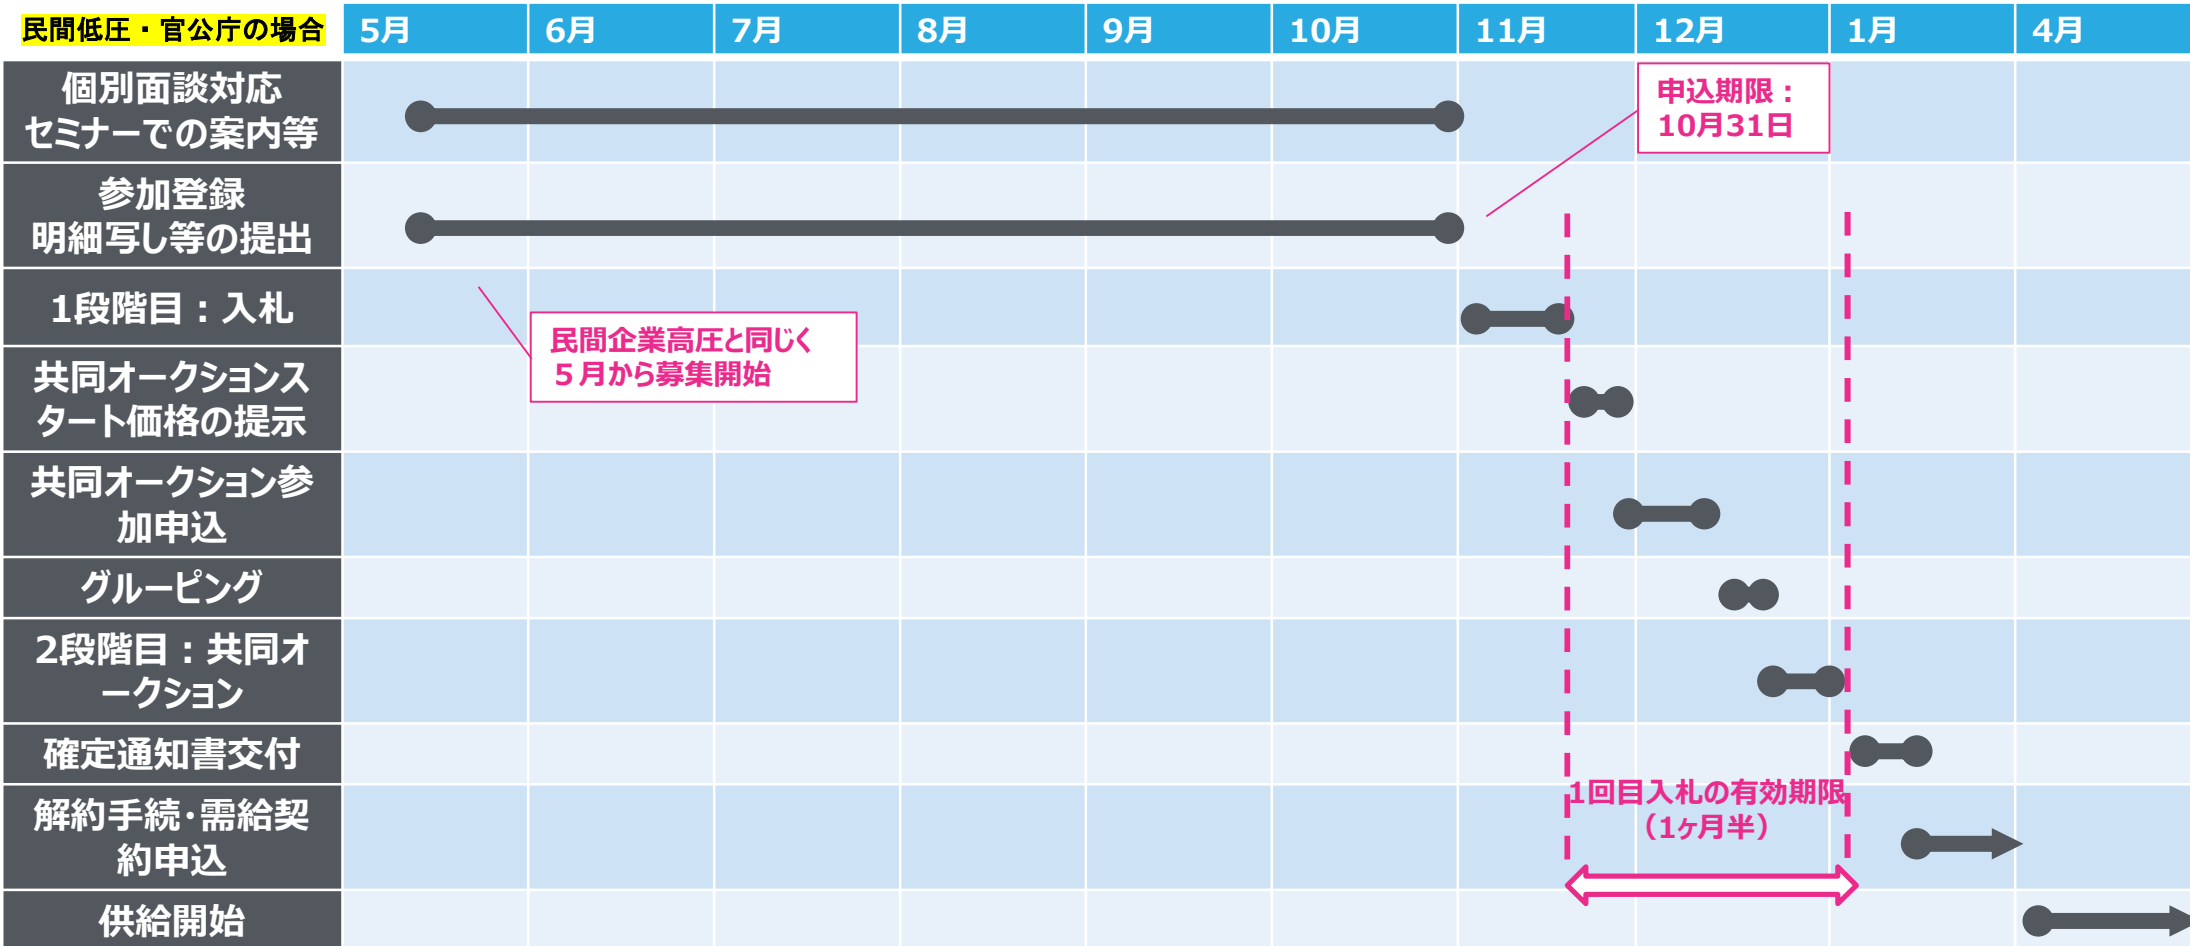 民間低圧・官公庁の場合
5月
6月
7月
8月
9月
10月
11月
12月
1月
4月
個別面談対応
セミナーでの案内等
申込期限：
10月31日
参加登録
明細写し等の提出
1段階目：入札
民間企業高圧と同じく
５月から募集開始
共同オークションス
タート価格の提示
共同オークション参
加申込
グルーピング
2段階目：共同オ
ークション
確定通知書交付
1回目入札の有効期限
（1ヶ月半）
解約手続・需給契
約申込
供給開始